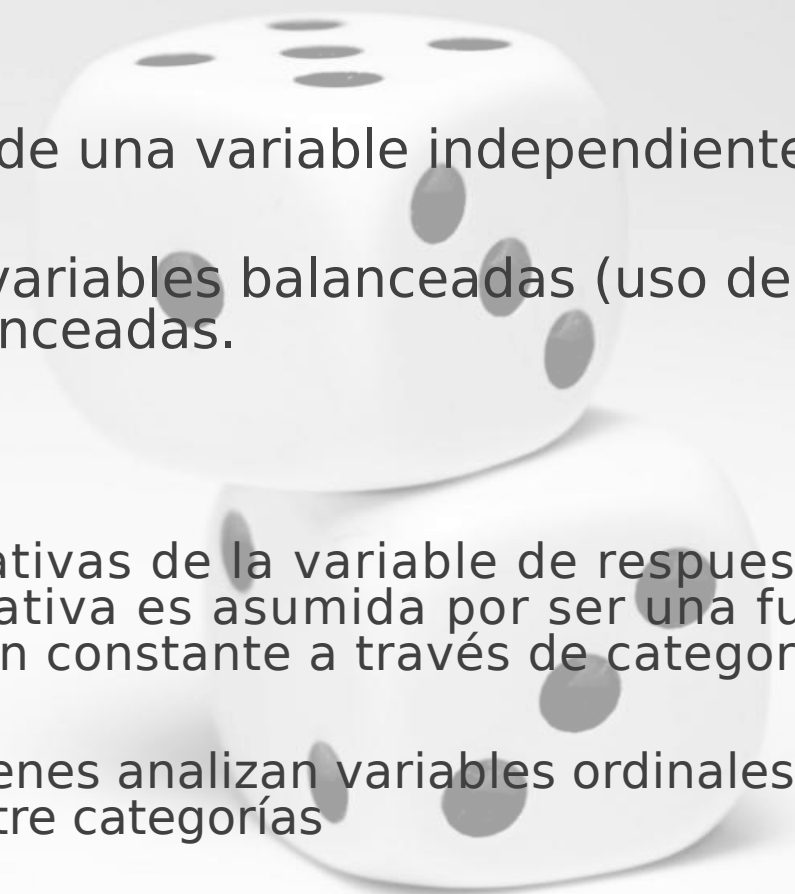 de una variable independiente
variables balanceadas (uso de
nceadas.
ativas de la variable de respues
ativa es asumida por ser una fu
n constante a través de categor
enes analizan variables ordinales
tre categorías